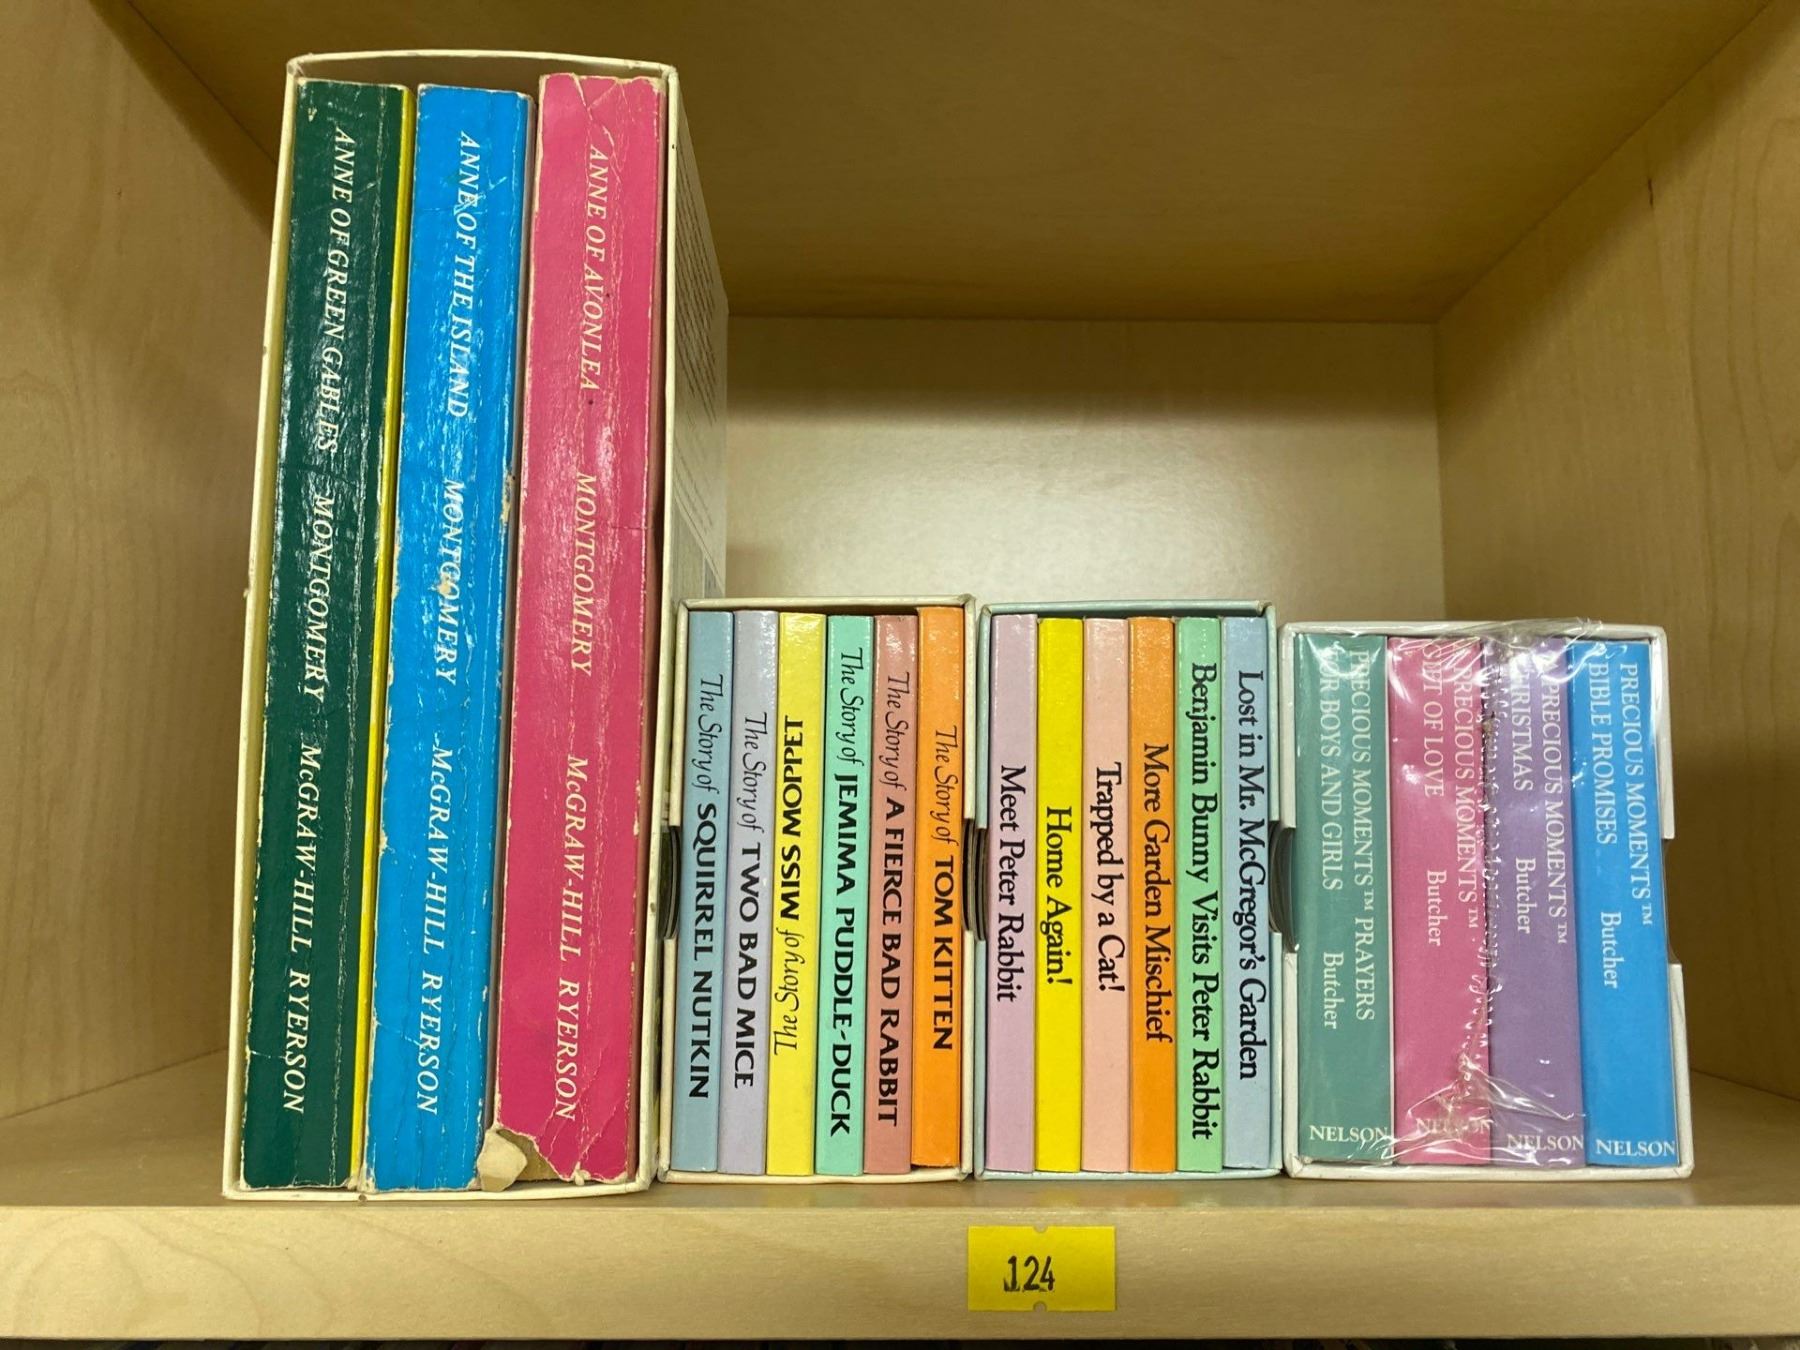 ANNE OF GREEN GABLES MONTGOMERY McGRAW-HILL RYERSON
ANNE OF THE ISLAND MONTGOMERY McGRAW-HILL RYERSON
ANNE OF AVONLEA MONTGOMERY McGRAW-HILL RYERSON
The Story of SQUIRREL NUTKIN
The Story of TWO BAD MICE
The Story of MISS MOPPET
The Story of JEMIMA PUDDLE-DUCK
The Story of A FIERCE BAD RABBIT
The Story of TOM KITTEN
Meet Peter Rabbit
Home Again!
Trapped by a Cat!
More Garden Mischief
Benjamin Bunny Visits Peter Rabbit
Lost in Mr. McGregor's Garden
PRECIOUS MOMENTS™ PRAYERS
FOR BOYS AND GIRLS Butcher
NELSON
PRECIOUS MOMENTS™
OF LOVE Butcher
NELSON
PRECIOUS MOMENTS™
CHRISTMAS Butcher
NELSON
PRECIOUS MOMENTS™
BIBLE PROMISES Butcher
NELSON
124